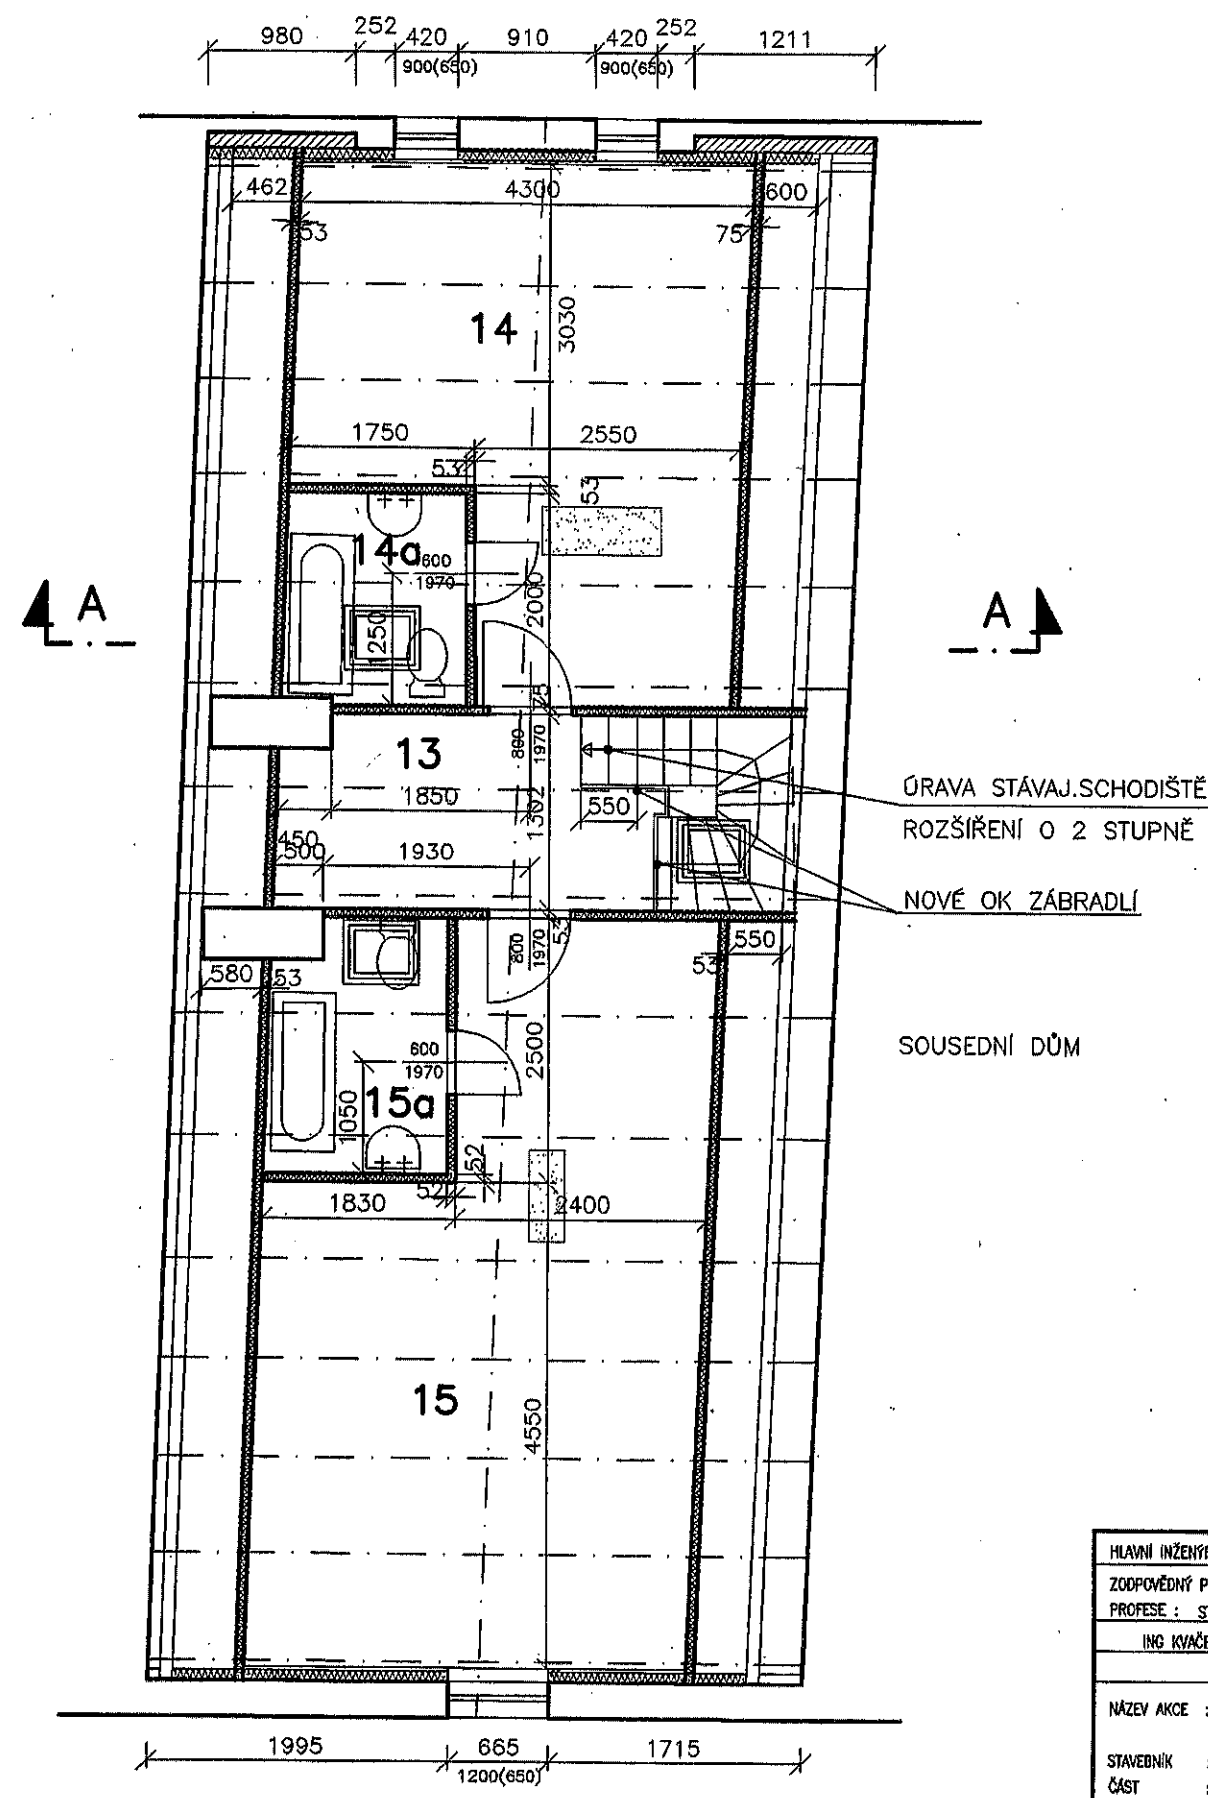 980 252 420 910 420 252 1211
900(650) 900(650)
462 4300 600
53 75
14
3030
1750 2550
53
53
14a
600
1970
2000
250
A A
75
13
800
1970
1850
1302
550
ÚRAVA STÁVAJ.SCHODIŠTĚ
ROZŠÍŘENÍ O 2 STUPNĚ
450
500
1930
NOVÉ OK ZÁBRADLÍ
800
1970
53
550
53
580 53
SOUSEDNÍ DŮM
2500
600
1970
15a
1050
52
52
1830 2400
15
4550
HLAVNÍ INŽENÝ
ZODPOVĚDNÝ P
PROFESE : S
ING KVAČE
NÁZEV AKCE :
STAVEBNÍK :
ČÁST :
1995 665 1715
1200(650)